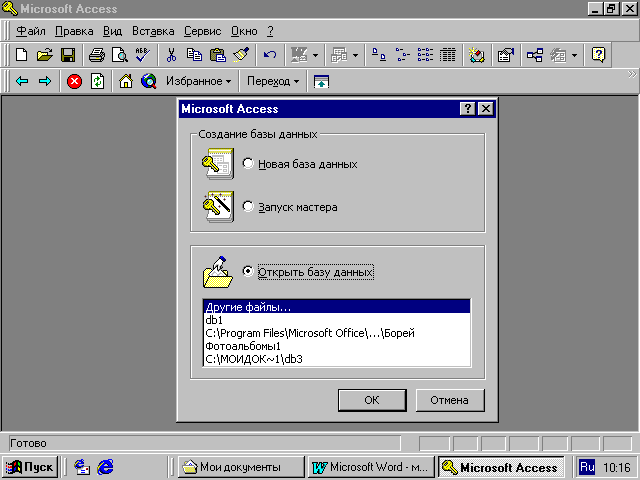 Microsoft Access
Файл Правка Вид Вставка Сервис Окно Справка
Избранное Переход
Microsoft Access
Создание базы данных
Новая база данных
Запуск мастера
Открыть базу данных
Другие файлы...
db1
C:\Program Files\Microsoft Office\...\Борей
Фотоальбомы1
C:\МОИДОК~1\db3
OK Отмена
Готово
Пуск Мои документы Microsoft Word - м... Microsoft Access Ru 10:16